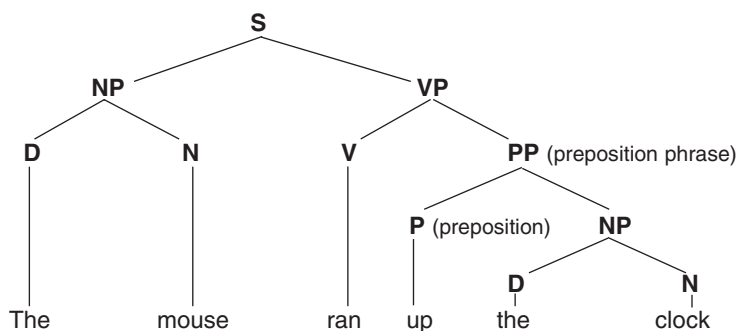 S
NP VP
D N V PP (preposition phrase)
P (preposition) NP
D N
The mouse ran up the clock